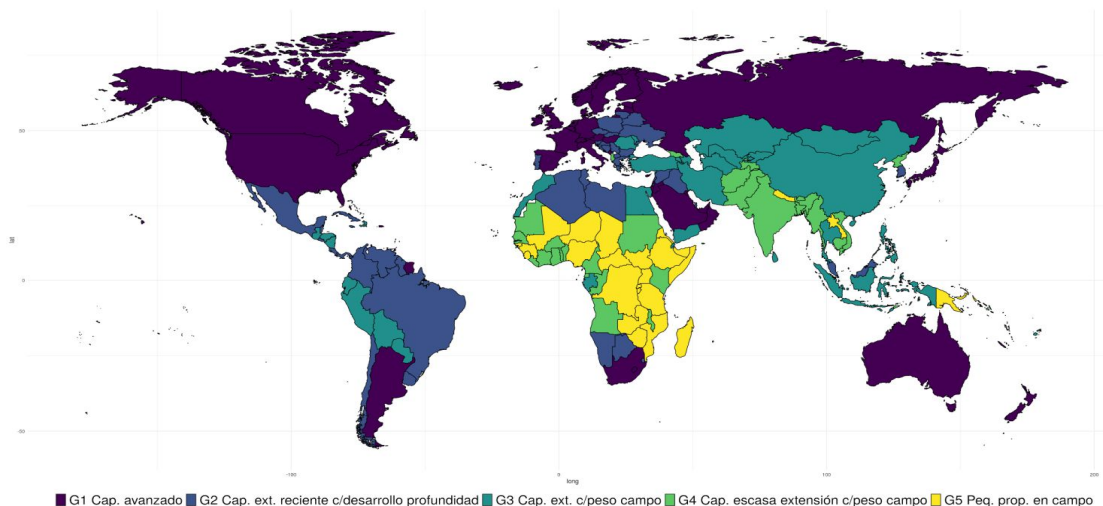 50
0
-50
lat
-100
0
100
200
long
G1 Cap. avanzado G2 Cap. ext. reciente c/desarrollo profundidad G3 Cap. ext. c/peso campo G4 Cap. escasa extensión c/peso campo G5 Peq. prop. en campo